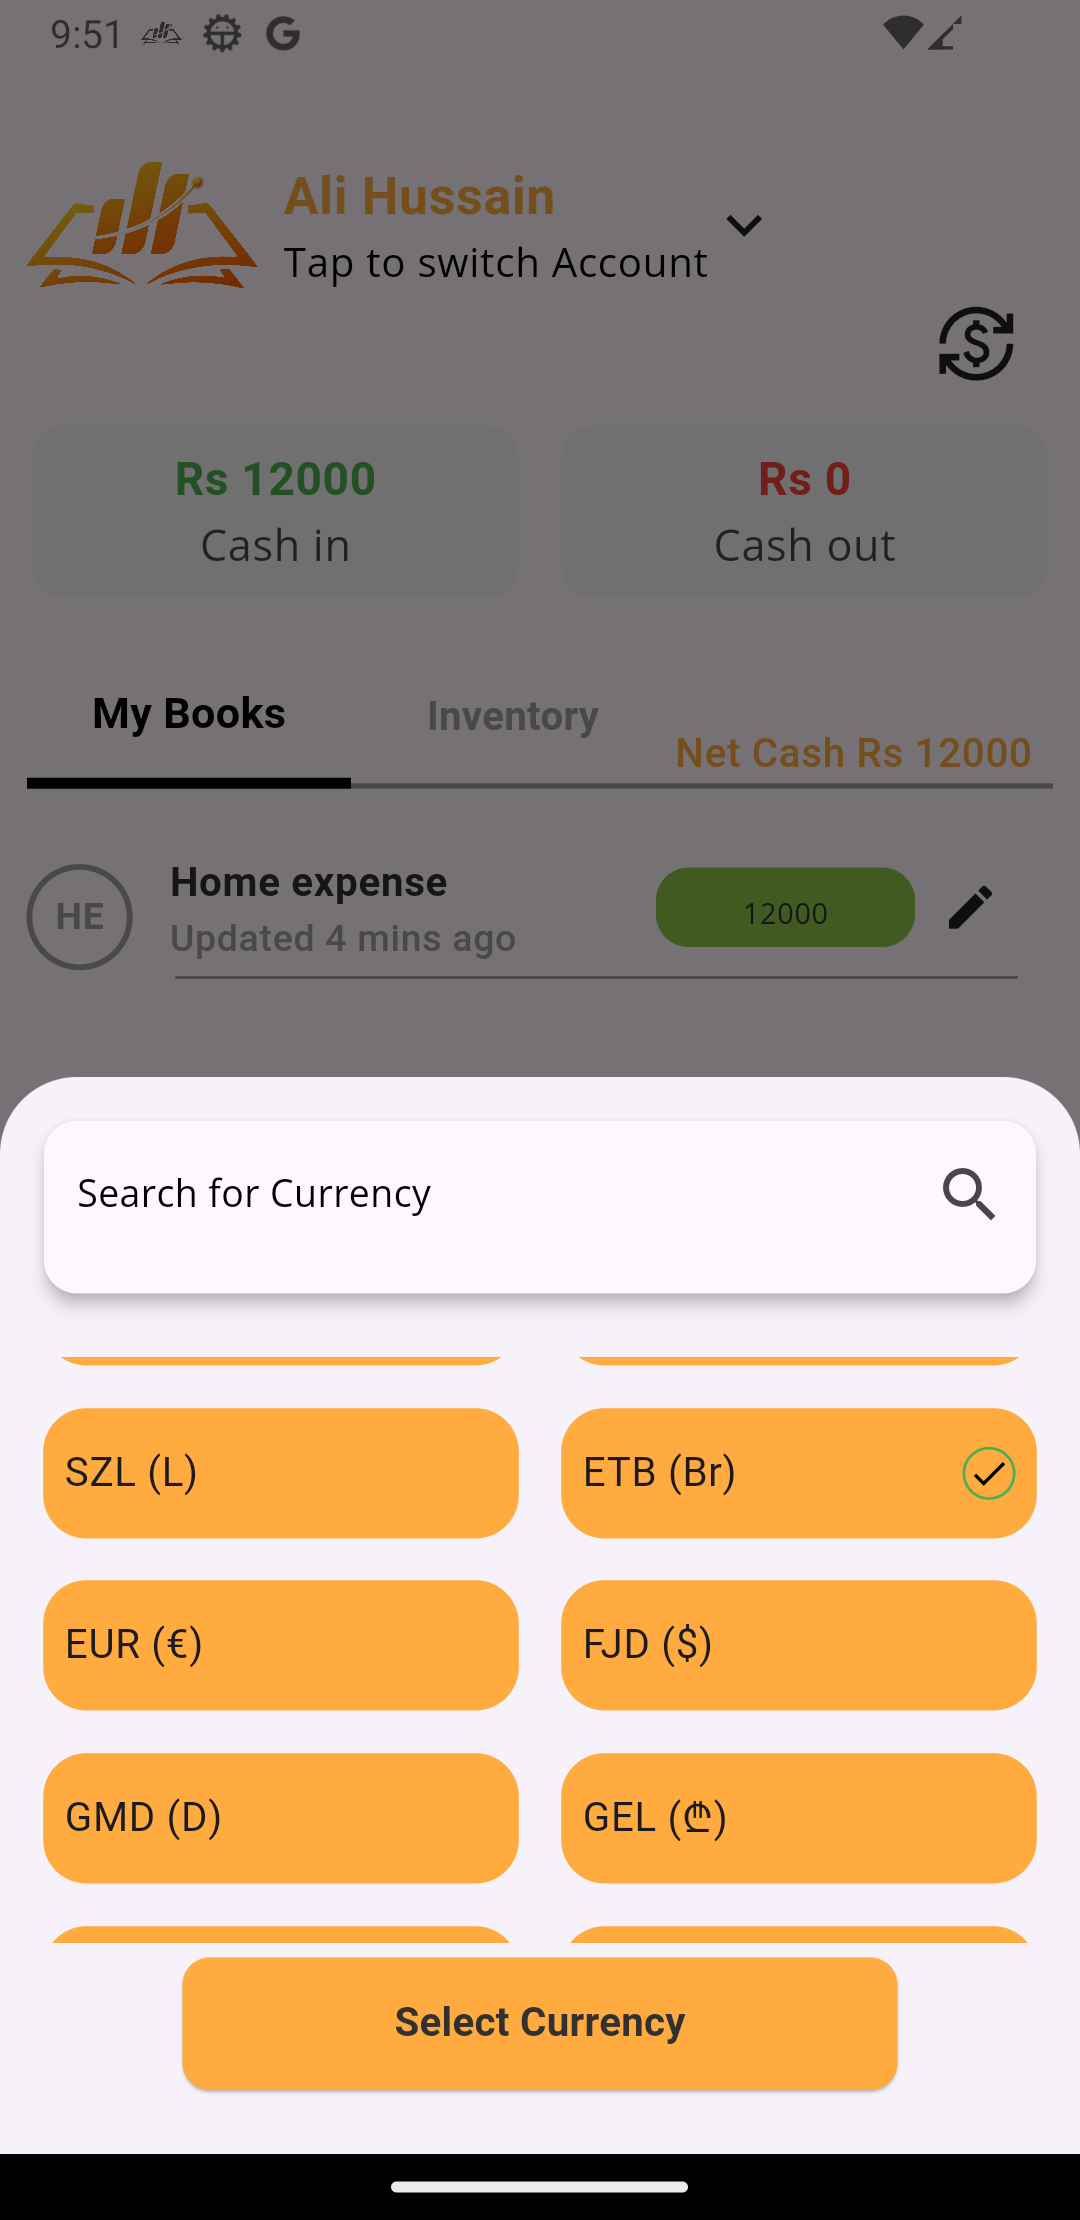 9:51
Ali Hussain
Tap to switch Account
Rs 12000
Cash in
Rs 0
Cash out
My Books
Inventory
Net Cash Rs 12000
HE
Home expense
Updated 4 mins ago
12000
Search for Currency
SZL (L)
ETB (Br)
EUR (€)
FJD ($)
GMD (D)
GEL (₾)
Select Currency